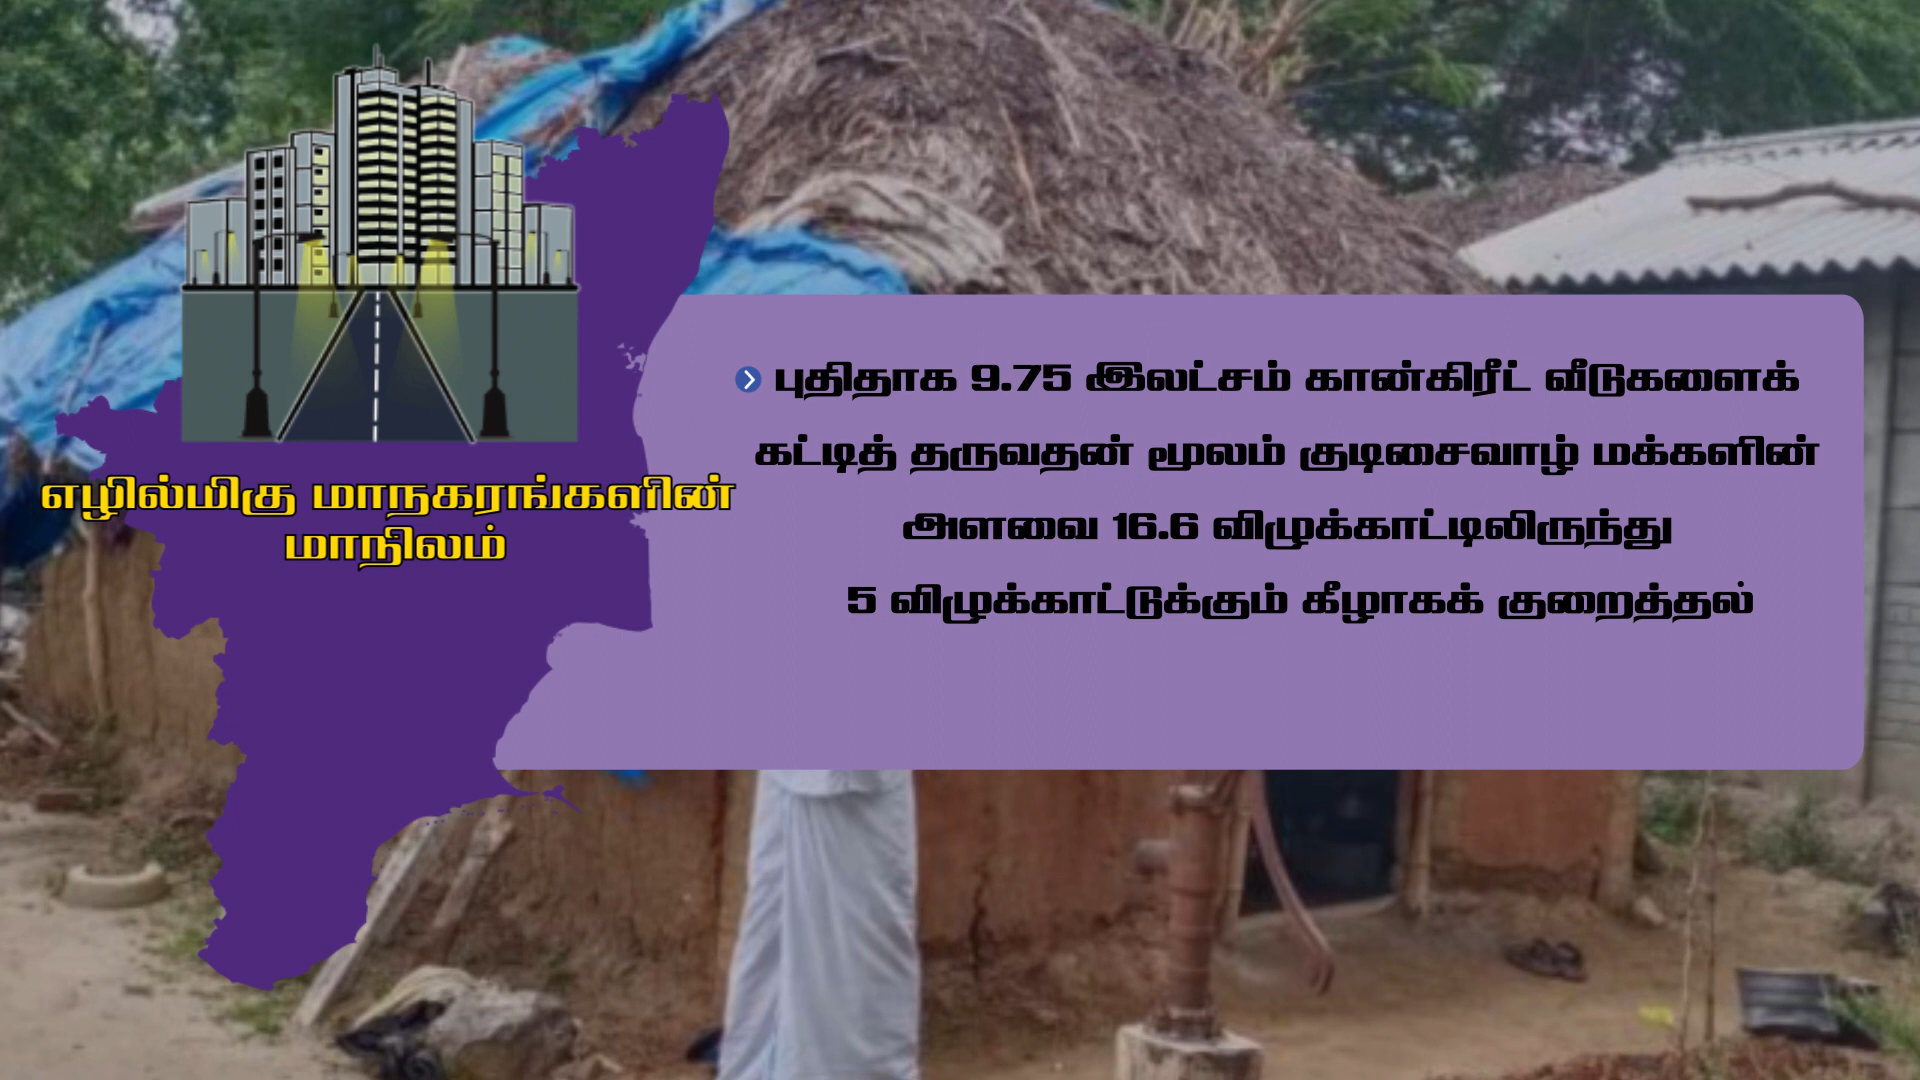 எழில்மிகு மாநகரங்களின்
மாநிலம்
புதிதாக 9.75 இலட்சம் கான்கிரீட் வீடுகளைக்
கட்டித் தருவதன் மூலம் குடிசைவாழ் மக்களின்
அளவை 16.6 விழுக்காட்டிலிருந்து
5 விழுக்காட்டுக்கும் கீழாகக் குறைத்தல்